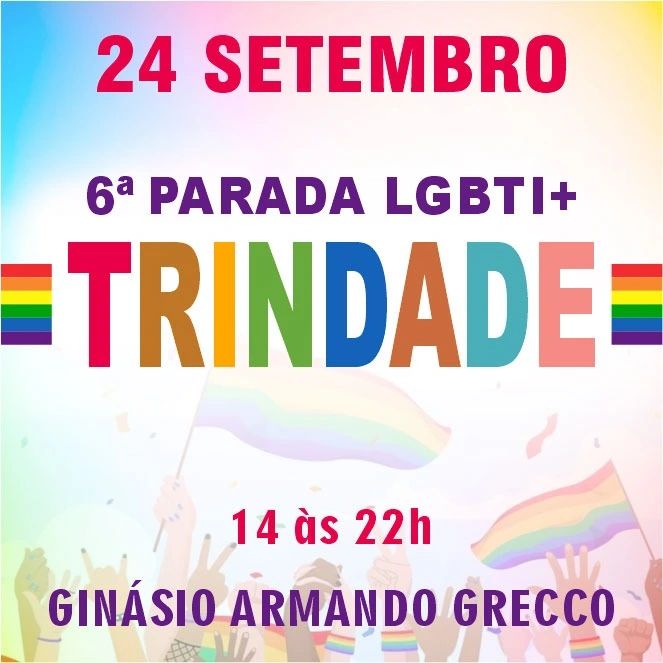 24 SETEMBRO
6ª PARADA LGBTI+
TRINDADE
14 às 22h
GINÁSIO ARMANDO GRECCO